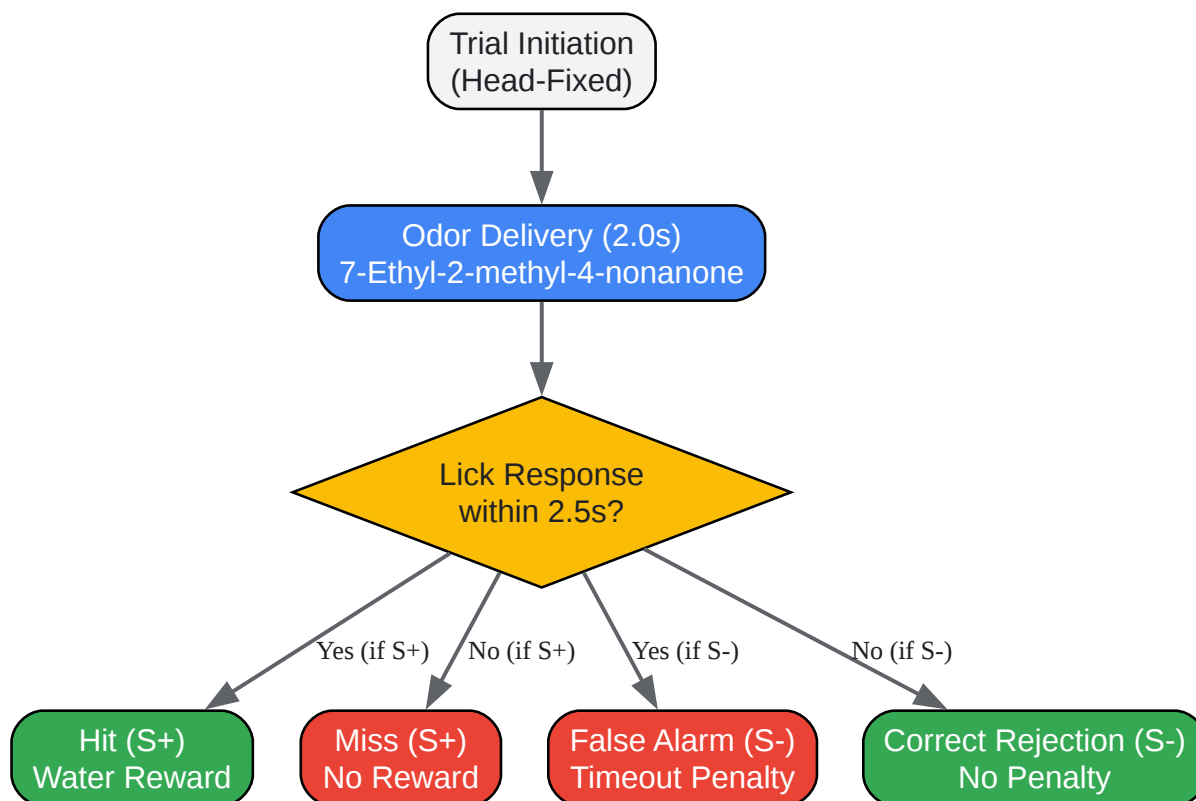 Trial Initiation
(Head-Fixed)
Odor Delivery (2.0s)
7-Ethyl-2-methyl-4-nonanone
Lick Response
within 2.5s?
Yes (if S+)
No (if S+)
Yes (if S-)
No (if S-)
Hit (S+)
Water Reward
Miss (S+)
No Reward
False Alarm (S-)
Timeout Penalty
Correct Rejection (S-)
No Penalty